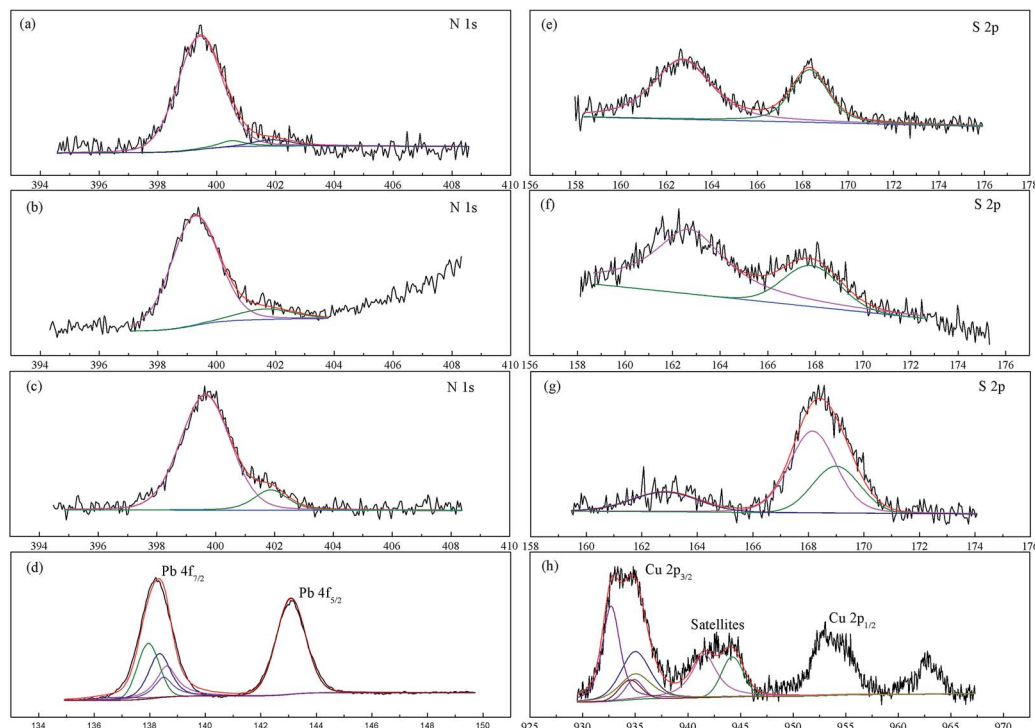 (a) N 1s
394 396 398 400 402 404 406 408 410
(e) S 2p
156 158 160 162 164 166 168 170 172 174 176 178
(b) N 1s
394 396 398 400 402 404 406 408 410
(f) S 2p
156 158 160 162 164 166 168 170 172 174 176
(c) N 1s
394 396 398 400 402 404 406 408 410
(g) S 2p
158 160 162 164 166 168 170 172 174 176
(d) Pb 4f7/2 Pb 4f5/2
134 136 138 140 142 144 146 148 150
(h) Cu 2p3/2 Satellites Cu 2p1/2
925 930 935 940 945 950 955 960 965 970